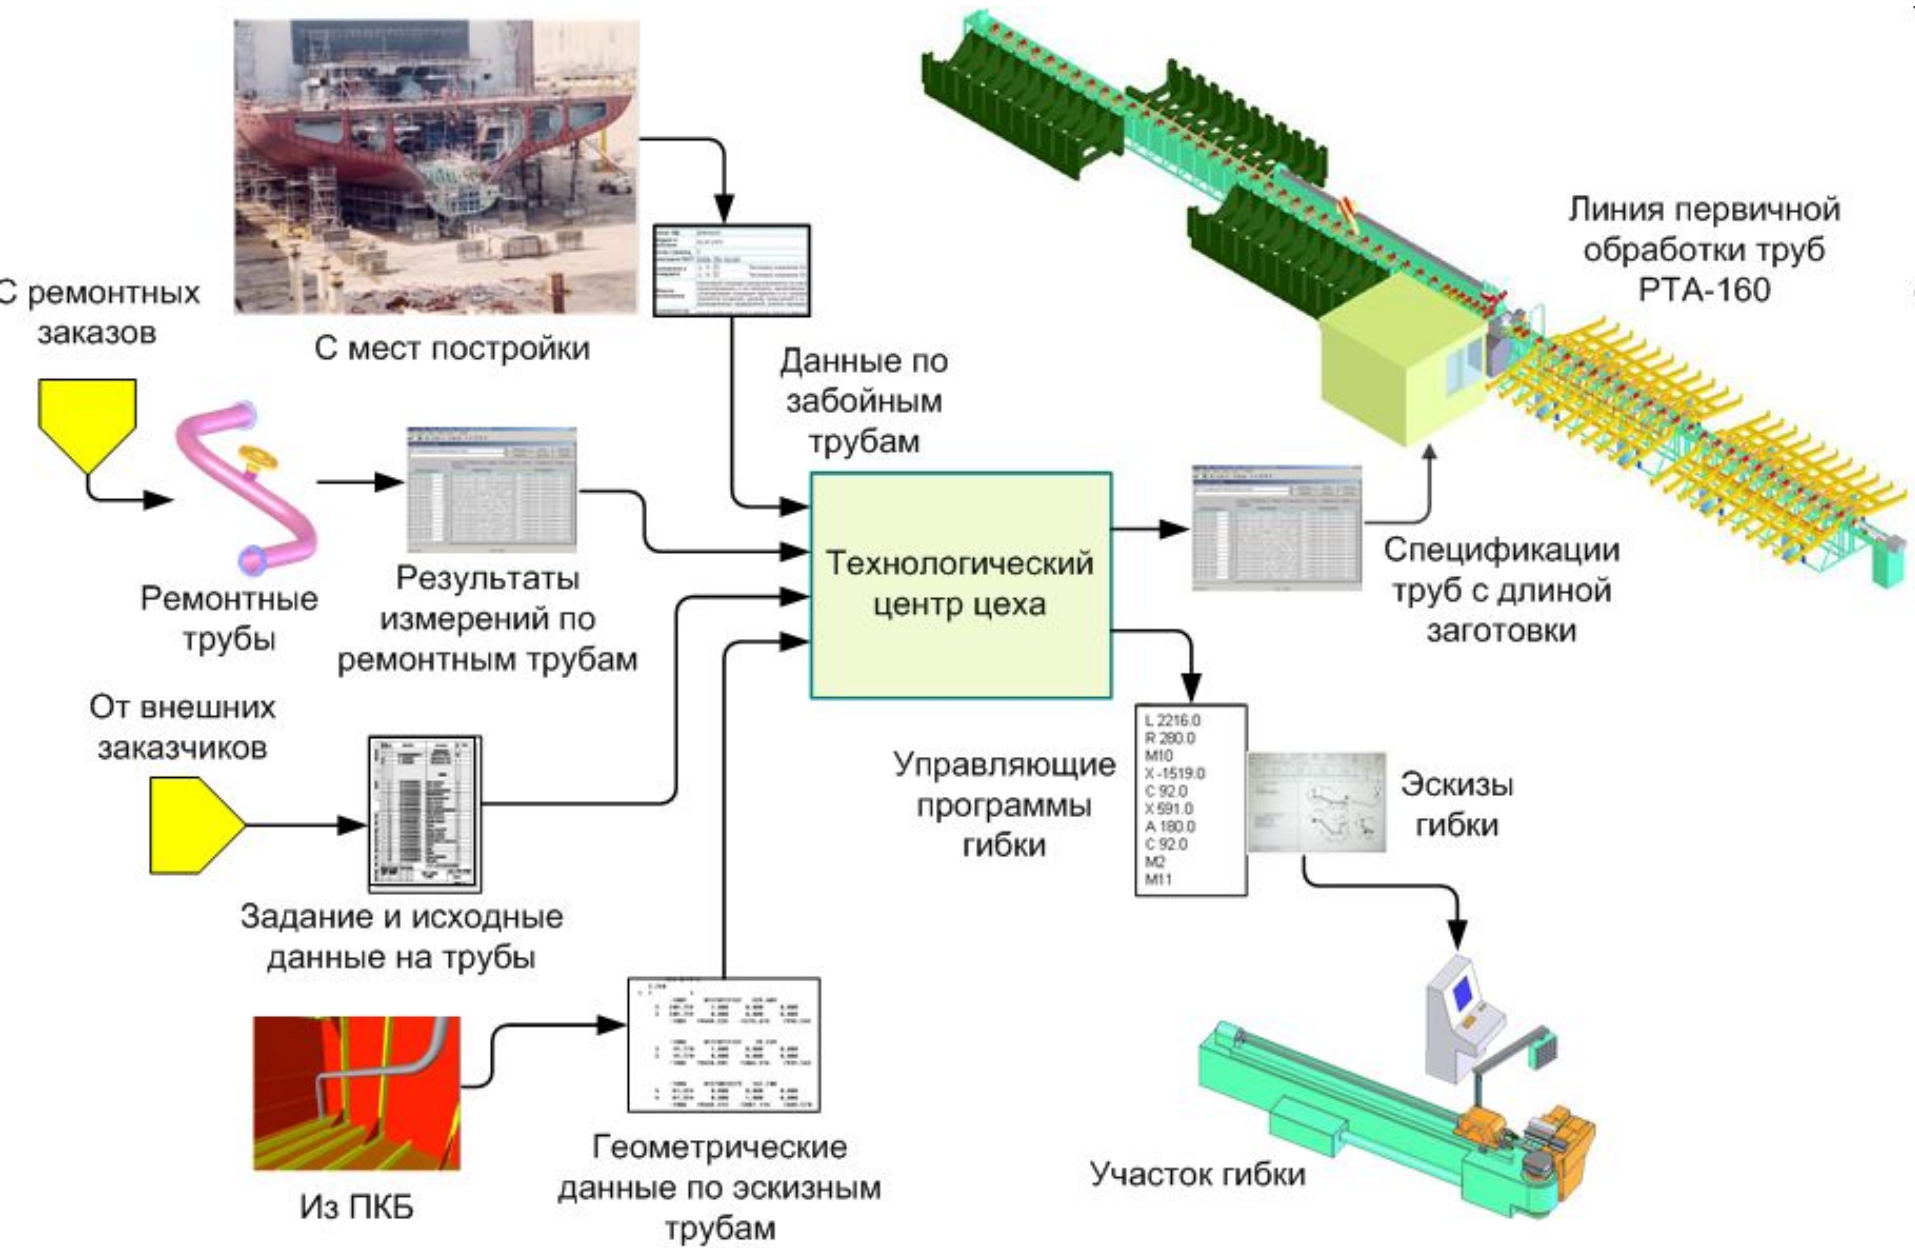 С ремонтных
заказов
С мест постройки
Данные по
забойным
трубам
Линия первичной
обработки труб
РТА-160
Ремонтные
трубы
Результаты
измерений по
ремонтным трубам
Технологический
центр цеха
Спецификации
труб с длиной
заготовки
От внешних
заказчиков
Задание и исходные
данные на трубы
Управляющие
программы
гибки
L 2216.0
R 280.0
M10
X -1519.0
C 92.0
X 591.0
A 180.0
C 92.0
M2
M11
Эскизы
гибки
Из ПКБ
Геометрические
данные по эскизным
трубам
Участок гибки